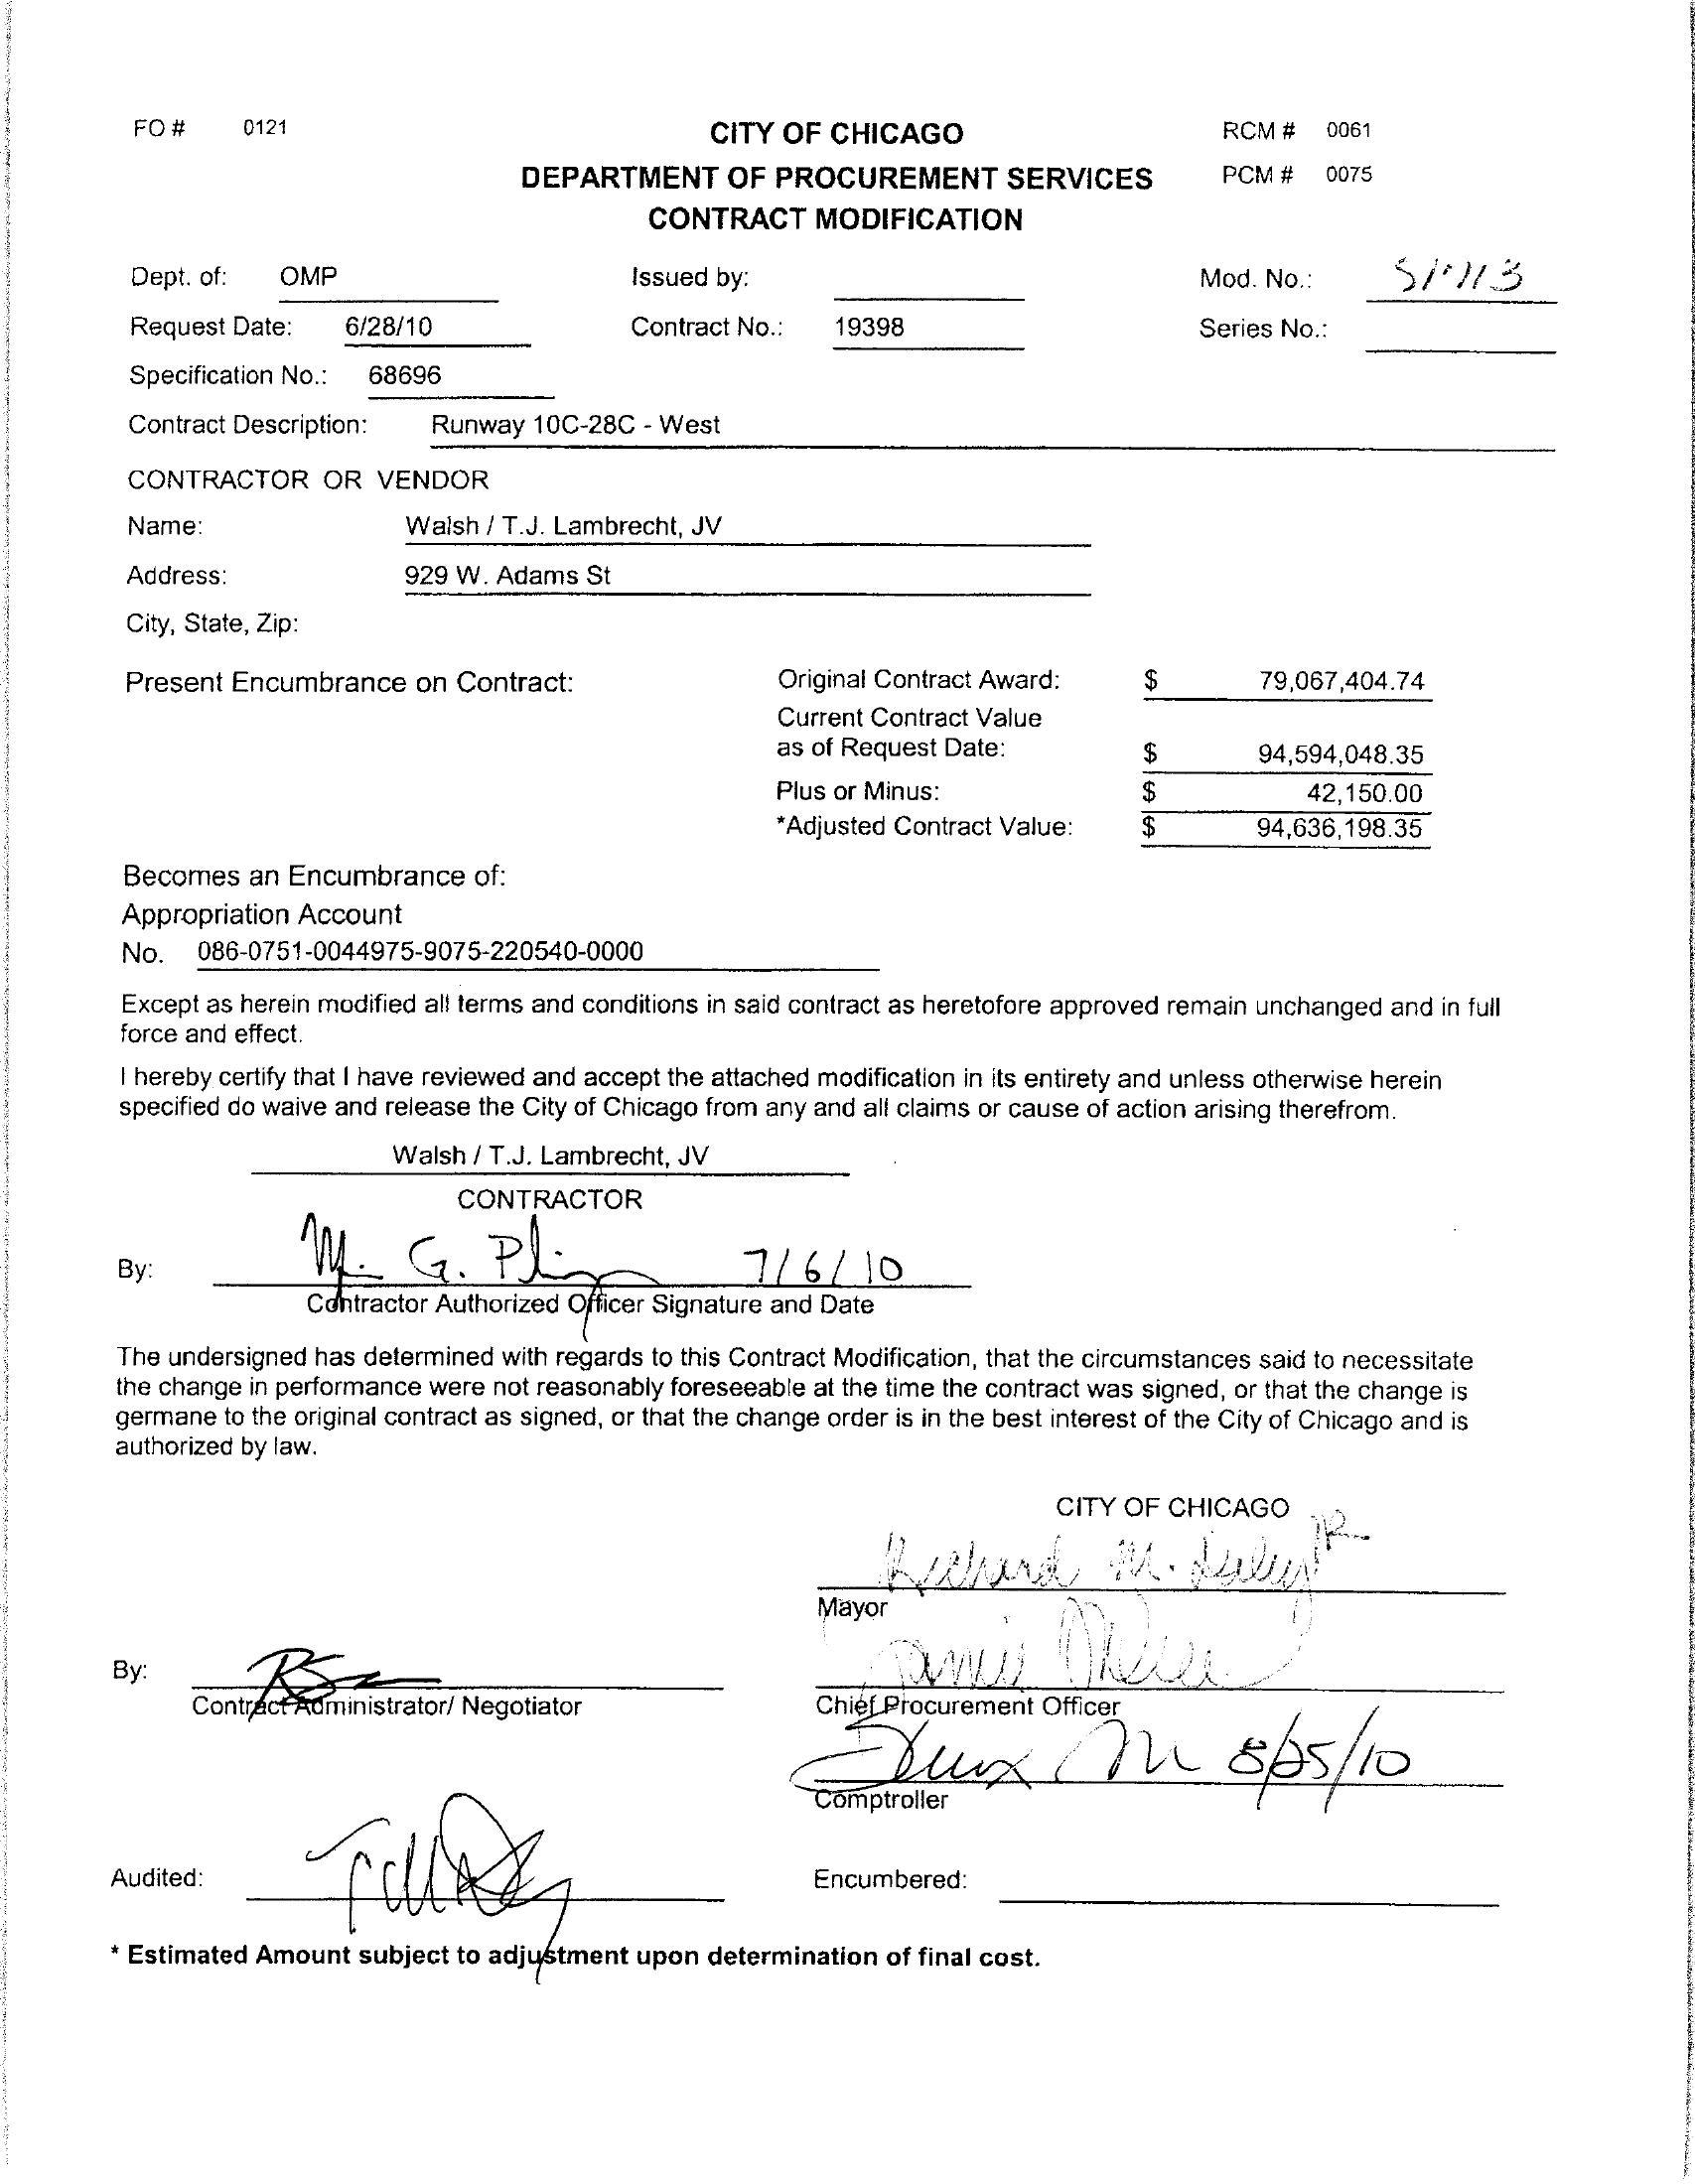 FO # 0121
CITY OF CHICAGO
RCM # 0061
DEPARTMENT OF PROCUREMENT SERVICES
PCM # 0075
CONTRACT MODIFICATION
Dept. of: OMP Issued by: Mod. No.:
Request Date: 6/28/10 Contract No.: 19398 Series No.:
Specification No.: 68696
Contract Description: Runway 10C-28C - West
CONTRACTOR OR VENDOR
Name: Walsh / T.J. Lambrecht, JV
Address: 929 W. Adams St
City, State, Zip:
Present Encumbrance on Contract: Original Contract Award: $ 79,067,404.74
Current Contract Value
as of Request Date: $ 94,594,048.35
Plus or Minus: $ 42,150.00
*Adjusted Contract Value: $ 94,636,198.35
Becomes an Encumbrance of:
Appropriation Account
No. 086-0751-0044975-9075-220540-0000
Except as herein modified all terms and conditions in said contract as heretofore approved remain unchanged and in full
force and effect.
I hereby certify that I have reviewed and accept the attached modification in its entirety and unless otherwise herein
specified do waive and release the City of Chicago from any and all claims or cause of action arising therefrom.
Walsh / T.J. Lambrecht, JV
CONTRACTOR
By: G. 7/6/10
Contractor Authorized Officer Signature and Date
The undersigned has determined with regards to this Contract Modification, that the circumstances said to necessitate
the change in performance were not reasonably foreseeable at the time the contract was signed, or that the change is
germane to the original contract as signed, or that the change order is in the best interest of the City of Chicago and is
authorized by law.
CITY OF CHICAGO
Richard M. Daley
Mayor
By:
Contract Administrator/ Negotiator
Chief Procurement Officer
8/25/10
Comptroller
Audited: Encumbered:
* Estimated Amount subject to adjustment upon determination of final cost.